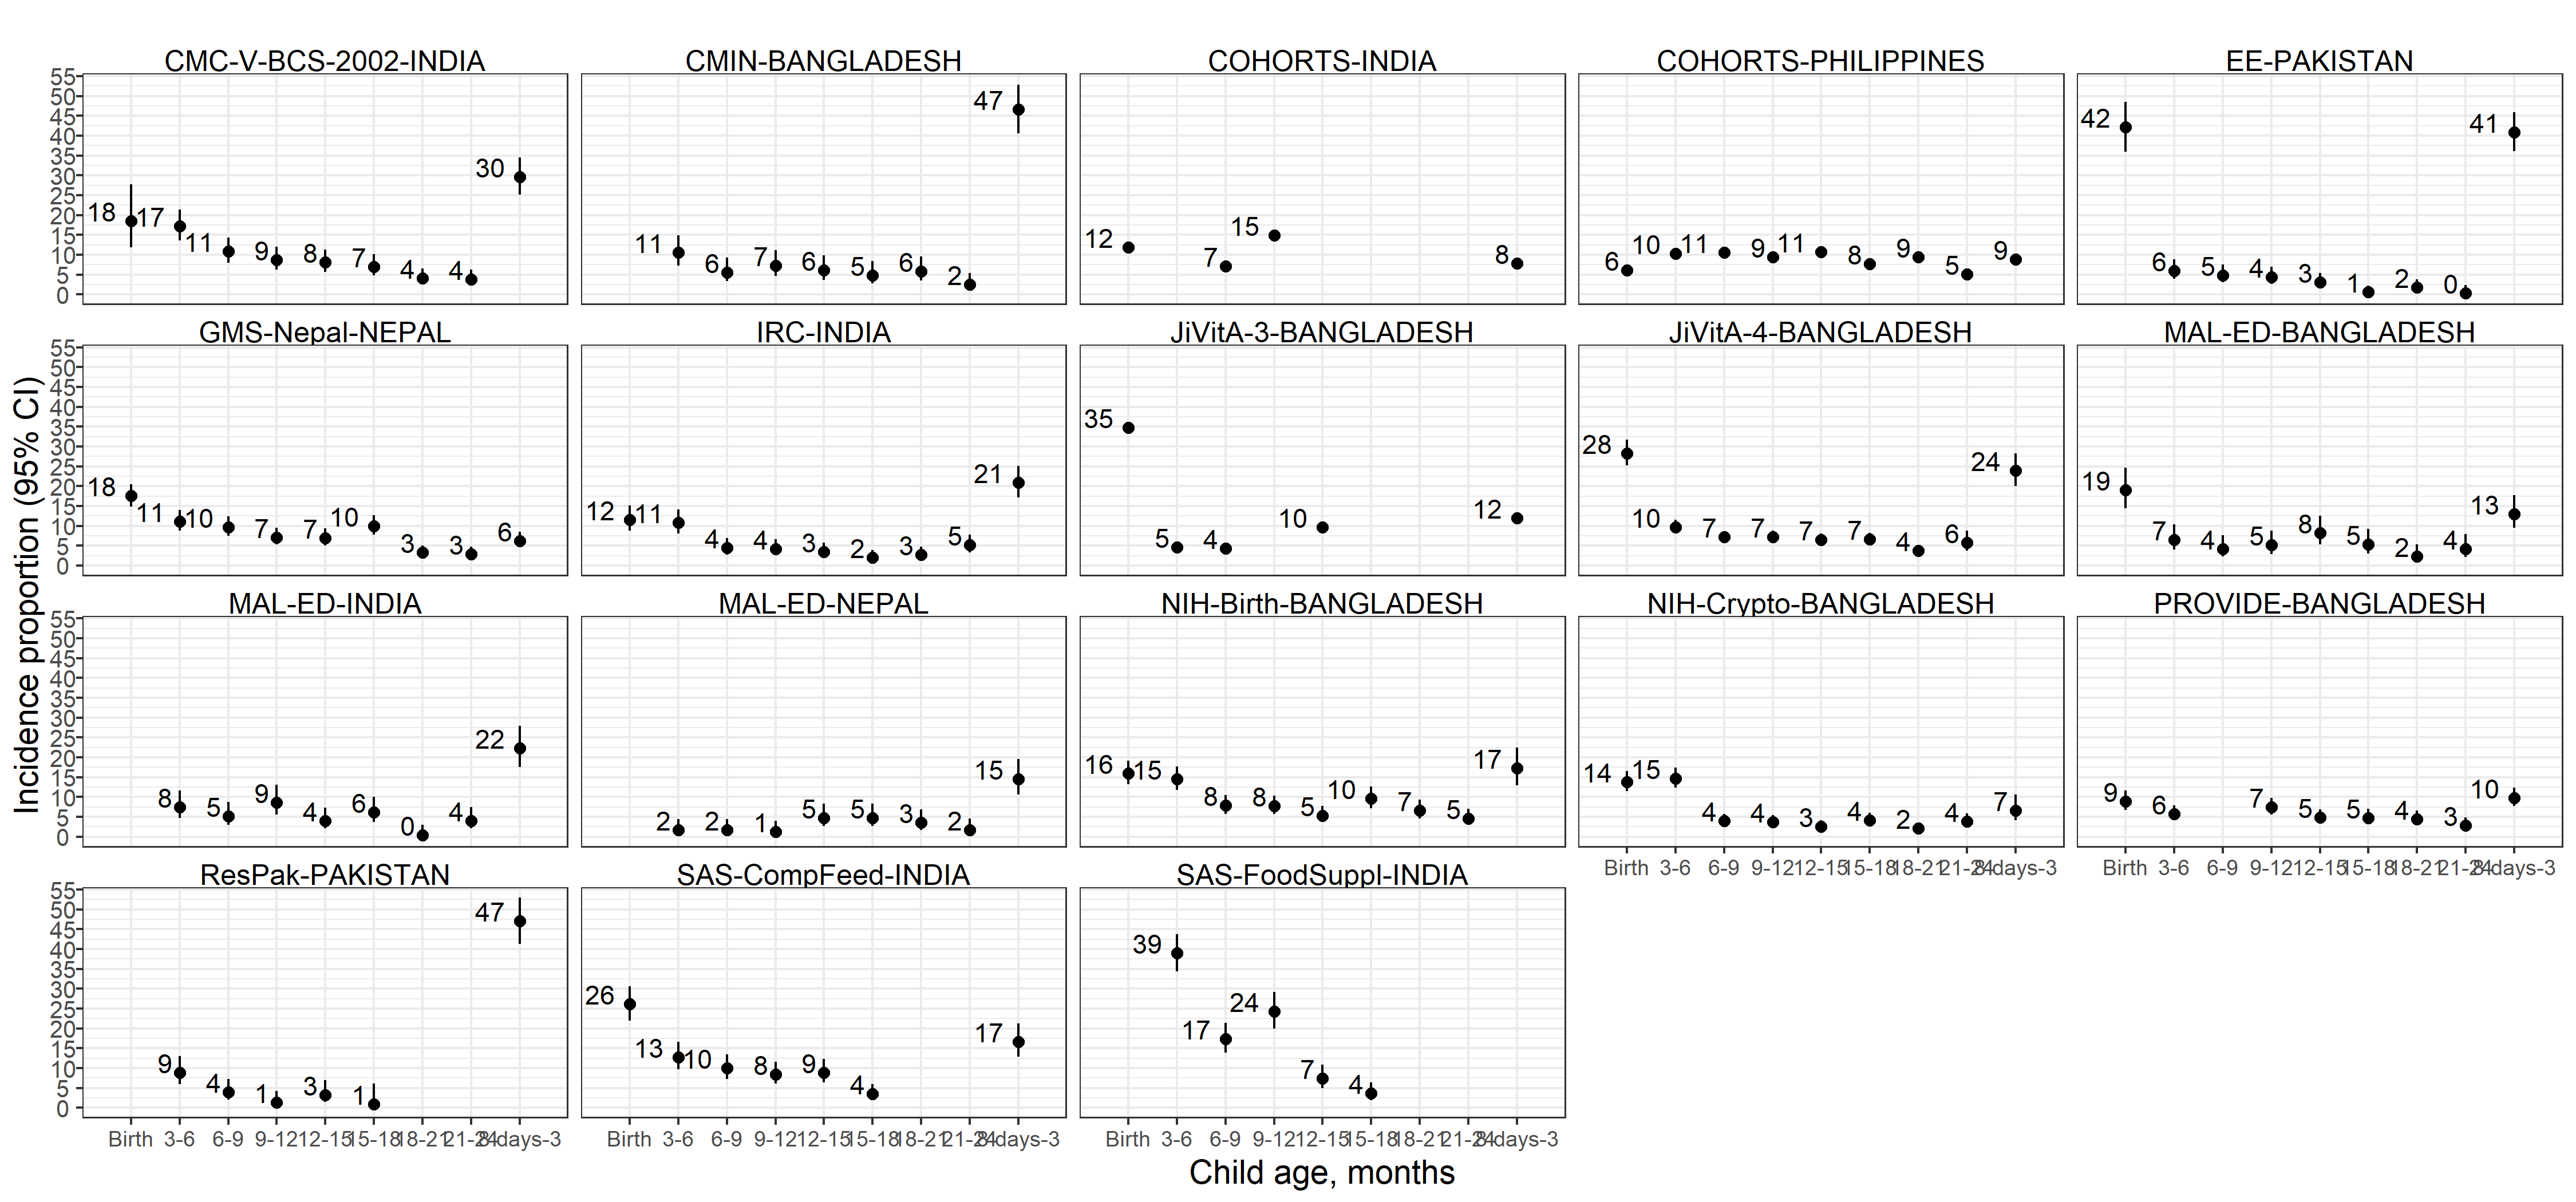 CMC-V-BCS-2002-INDIA
CMIN-BANGLADESH
COHORTS-INDIA
COHORTS-PHILIPPINES
EE-PAKISTAN
55
50
45
40
35
30
25
20
15
10
5
0
18 17 11 9 8 7 4 4 30
11 6 7 6 5 6 2 47
12 7 15 8
6 10 11 9 11 8 9 5 9
42 6 5 4 3 1 2 0 41
GMS-Nepal-NEPAL
IRC-INDIA
JiVitA-3-BANGLADESH
JiVitA-4-BANGLADESH
MAL-ED-BANGLADESH
55
50
45
40
35
30
25
20
15
10
5
0
18 11 10 7 7 10 3 3 6
12 11 4 4 3 2 3 5 21
35 5 4 10 12
28 10 7 7 7 7 4 6 24
19 7 4 5 8 5 2 4 13
Incidence proportion (95% CI)
MAL-ED-INDIA
MAL-ED-NEPAL
NIH-Birth-BANGLADESH
NIH-Crypto-BANGLADESH
PROVIDE-BANGLADESH
55
50
45
40
35
30
25
20
15
10
5
0
8 5 9 4 6 0 4 22
2 2 1 5 5 3 2 15
16 15 8 8 5 10 7 5 17
14 15 4 4 3 4 2 4 7
9 6 7 5 5 4 3 10
Birth 3-6 6-9 9-12 12-15 15-18 18-21 21-24 8 days-3
Birth 3-6 6-9 9-12 12-15 15-18 18-21 21-24 8 days-3
ResPak-PAKISTAN
SAS-CompFeed-INDIA
SAS-FoodSuppl-INDIA
55
50
45
40
35
30
25
20
15
10
5
0
9 4 1 3 1 47
26 13 10 8 9 4 17
39 17 24 7 4
Birth 3-6 6-9 9-12 12-15 15-18 18-21 21-24 8 days-3
Birth 3-6 6-9 9-12 12-15 15-18 18-21 21-24 8 days-3
Birth 3-6 6-9 9-12 12-15 15-18 18-21 21-24 8 days-3
Child age, months